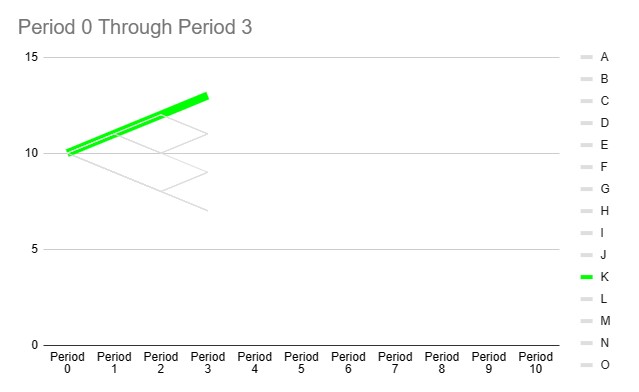 Period 0 Through Period 3
15
10
5
0
Period 0
Period 1
Period 2
Period 3
Period 4
Period 5
Period 6
Period 7
Period 8
Period 9
Period 10
A
B
C
D
E
F
G
H
I
J
K
L
M
N
O